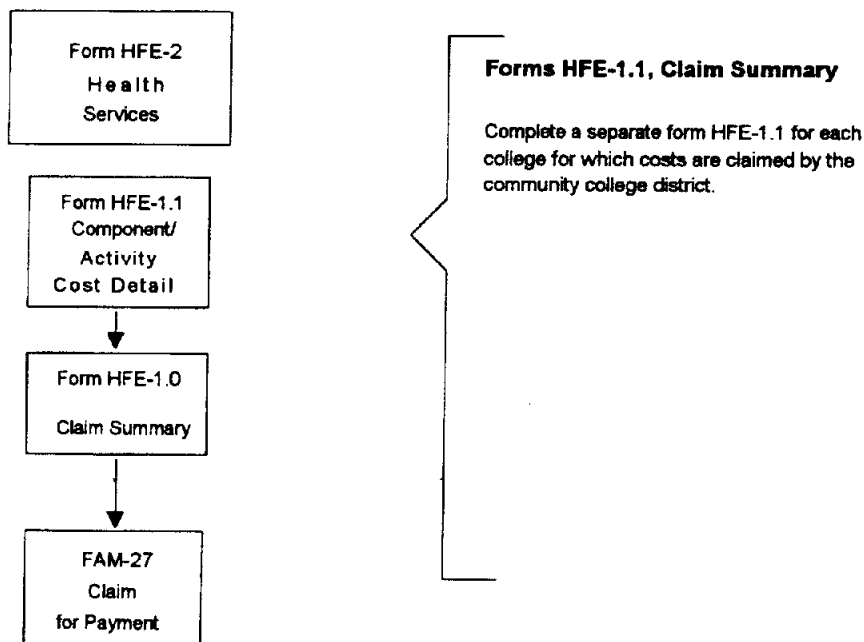 Form HFE-2
Health
Services
Form HFE-1.1
Component/
Activity
Cost Detail
Form HFE-1.0
Claim Summary
FAM-27
Claim
for Payment
Forms HFE-1.1, Claim Summary
Complete a separate form HFE-1.1 for each
college for which costs are claimed by the
community college district.